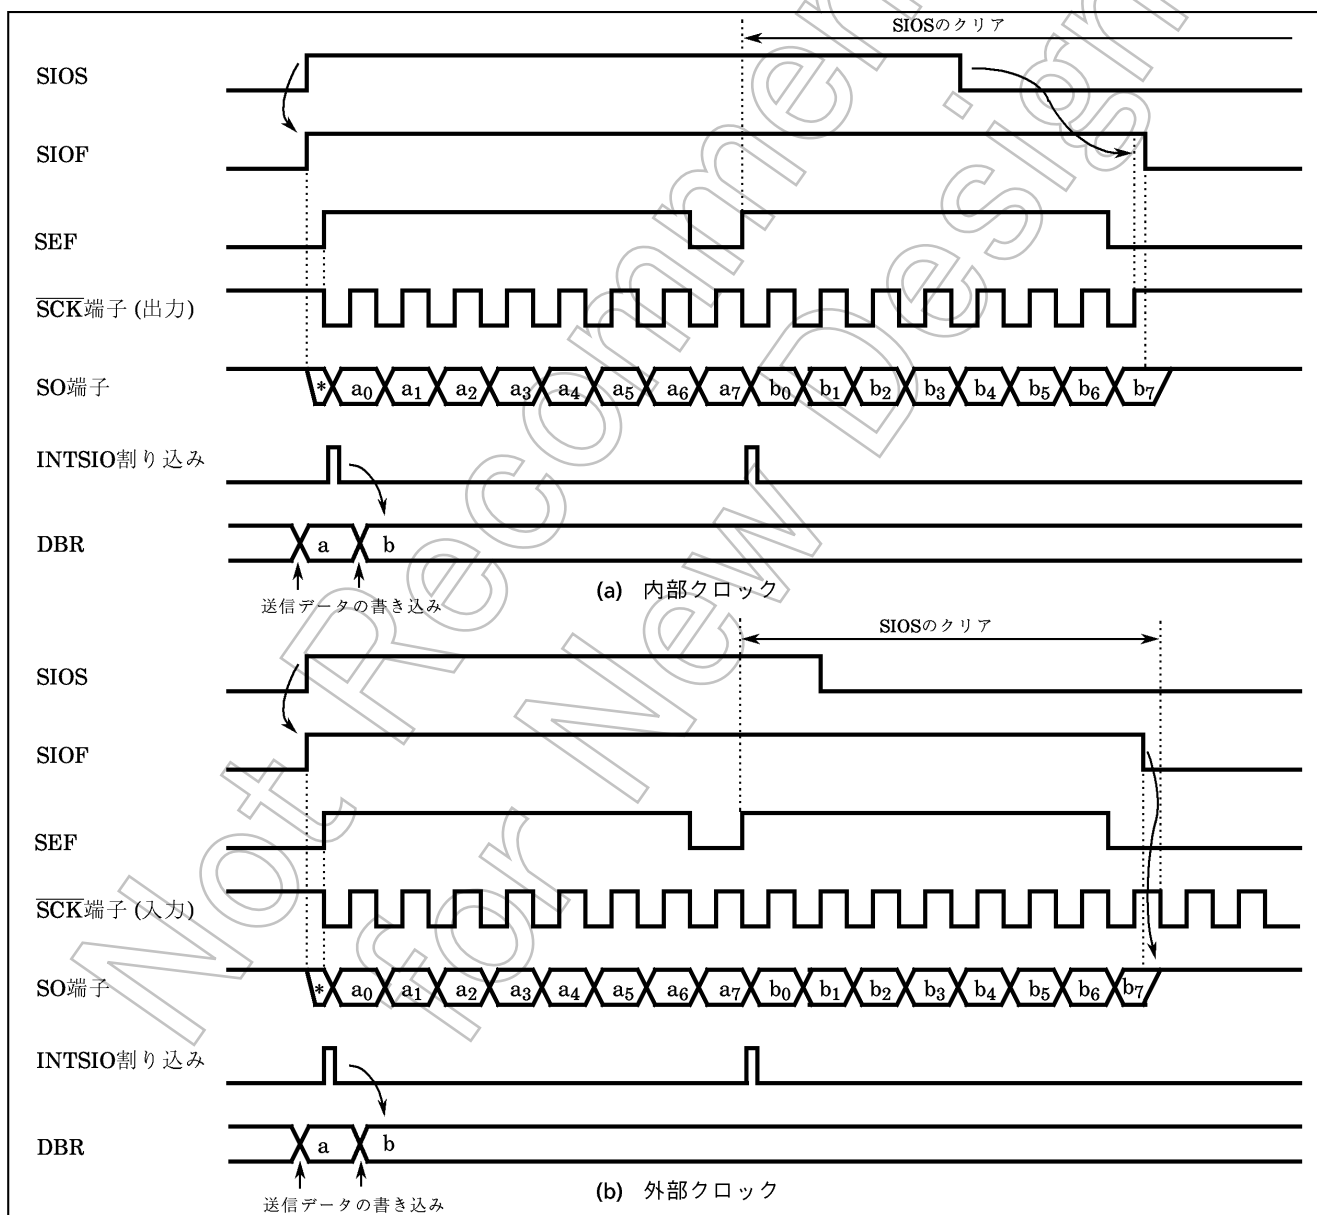 SIOSのクリア
SIOS
SIOF
SEF
SCK端子 (出力)
SO端子
* a0 a1 a2 a3 a4 a5 a6 a7 b0 b1 b2 b3 b4 b5 b6 b7
INTSIO割り込み
DBR
a b
送信データの書き込み
(a) 内部クロック
SIOSのクリア
SIOS
SIOF
SEF
SCK端子 (入力)
SO端子
* a0 a1 a2 a3 a4 a5 a6 a7 b0 b1 b2 b3 b4 b5 b6 b7
INTSIO割り込み
DBR
a b
送信データの書き込み
(b) 外部クロック
Not Recommen
for New Design